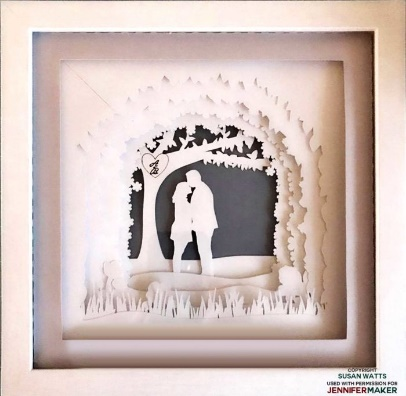 COPYRIGHT
SUSAN WATTS
USED WITH PERMISSION FOR
JENNIFERMAKER